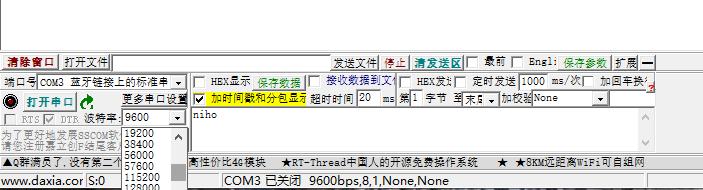 清除窗口 打开文件 发送文件 停止 清发送区 最前 Engli 保存参数 扩展 —
端口号 COM3 蓝牙链接上的标准串 HEX显示 保存数据 接收数据到文 HEX发 定时发送 1000 ms/次 加回车换
打开串口 更多串口设置 加时间戳和分包显示 超时时间 20 ms 第1 字节 至 末尾 加校验 None
RTS DTR 波特率: 9600 niho
19200
为了更好地发展SSCOM软
38400
请您注册嘉立创F结尾客
56000
57600
▲Q群满员了,没有第二个 高性价比4G模块 ★RT-Thread中国人的开源免费操作系统 ★ ★8KM远距离WiFi可自组网
115200
www.daxia.con S:0 COM3 已关闭 9600bps,8,1,None,None
128000